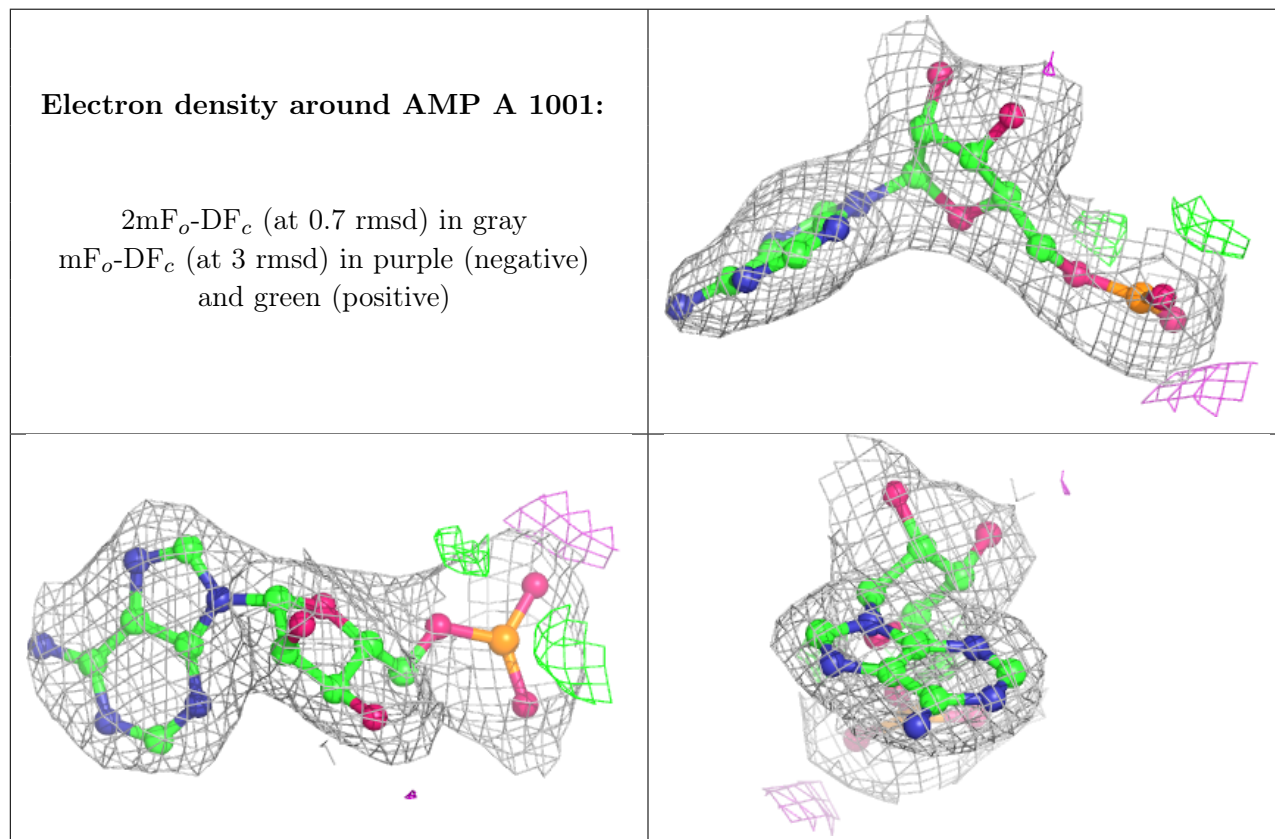 Electron density around AMP A 1001:
2mFo-DFc (at 0.7 rmsd) in gray
mFo-DFc (at 3 rmsd) in purple (negative)
and green (positive)